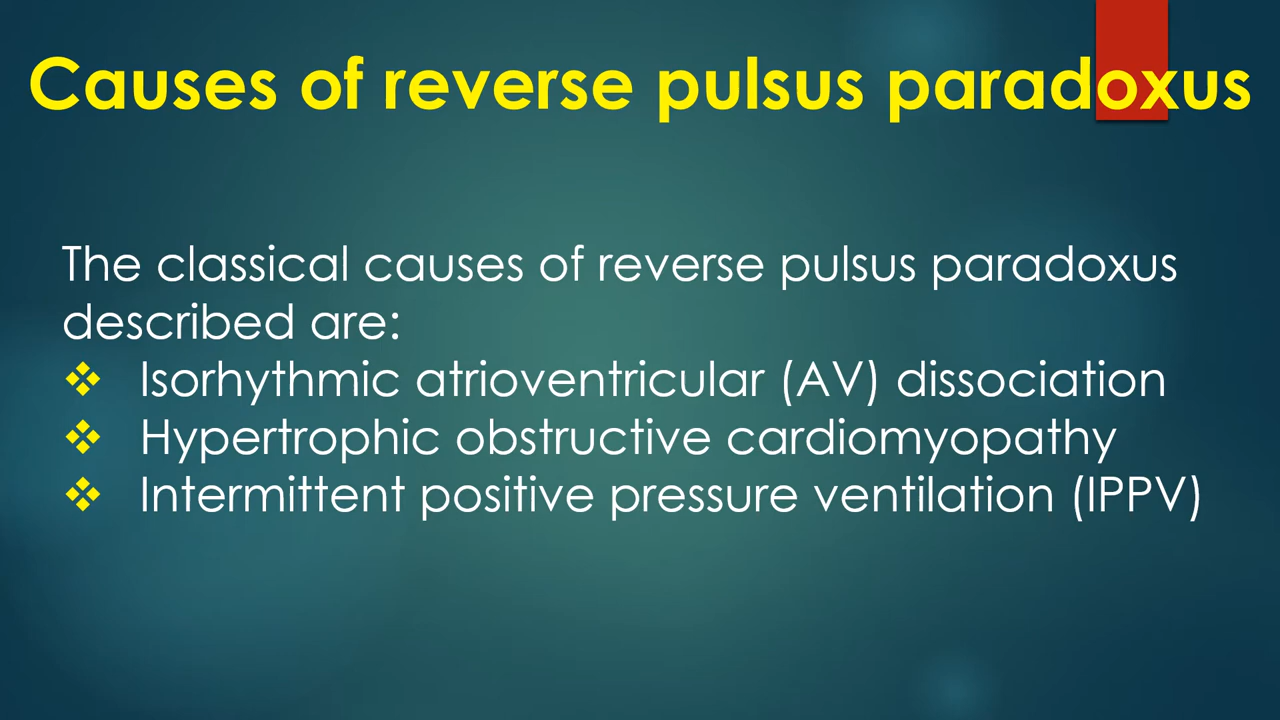 Causes of reverse pulsus paradoxus
The classical causes of reverse pulsus paradoxus
described are:
❖ Isorhythmic atrioventricular (AV) dissociation
❖ Hypertrophic obstructive cardiomyopathy
❖ Intermittent positive pressure ventilation (IPPV)